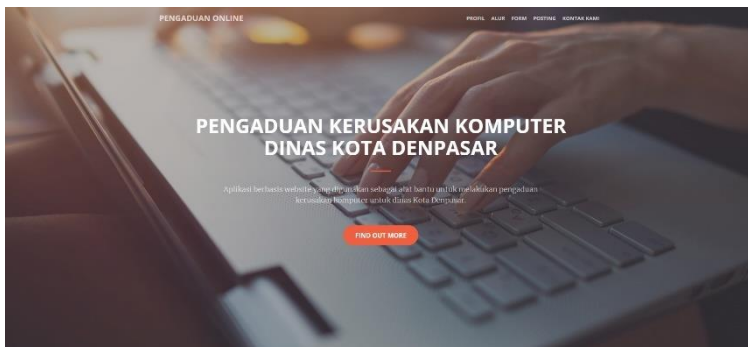 PENGADUAN ONLINE
PROFIL ALUR FORM POSTING KONTAK KAMI
PENGADUAN KERUSAKAN KOMPUTER
DINAS KOTA DENPASAR
Aplikasi berbasis website yang digunakan sebagai alat bantu untuk melakukan pengaduan
kerusakan komputer untuk dinas Kota Denpasar.
FIND OUT MORE